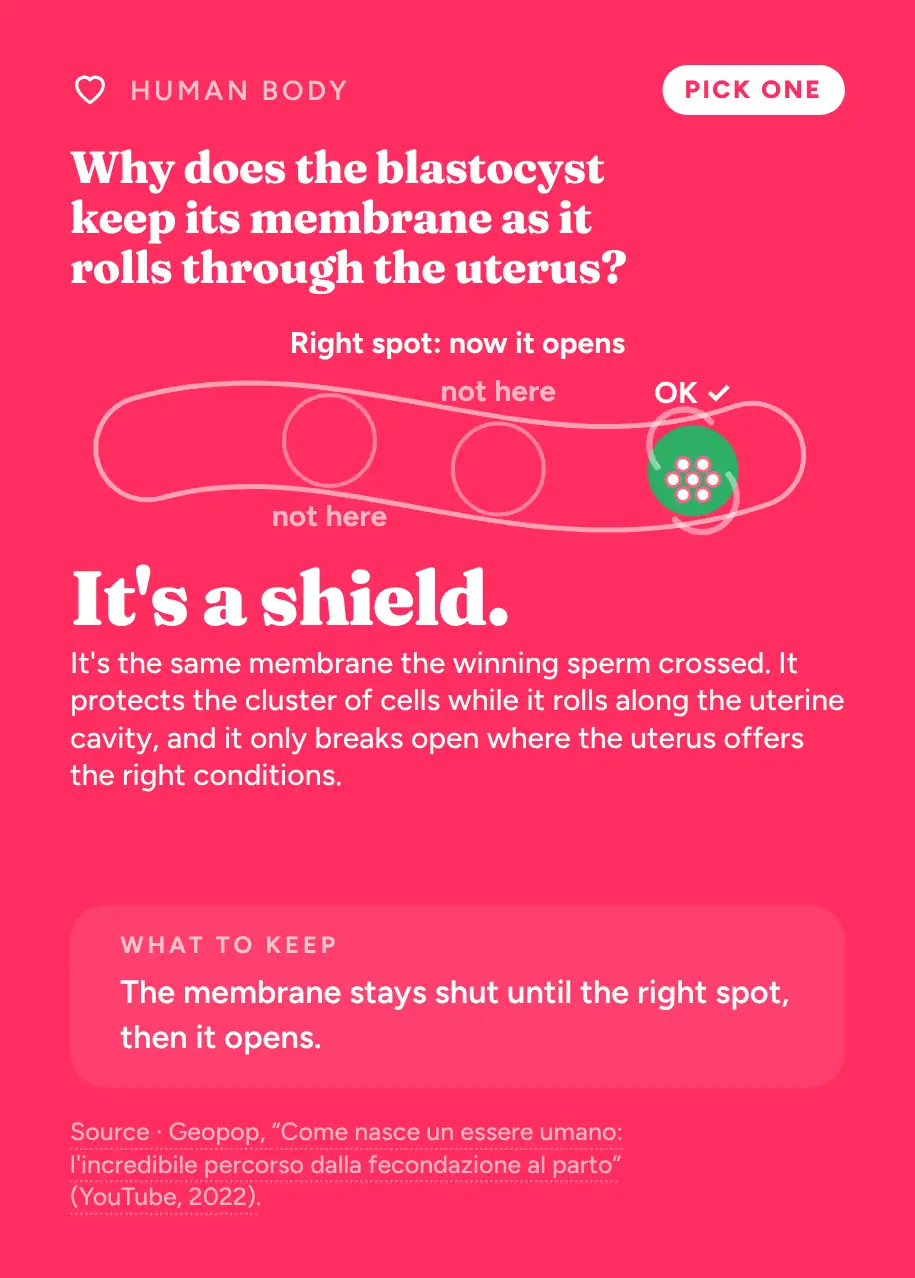 HUMAN BODY
PICK ONE
Why does the blastocyst
keep its membrane as it
rolls through the uterus?
Right spot: now it opens
not here
OK ✓
not here
It's a shield.
It's the same membrane the winning sperm crossed. It
protects the cluster of cells while it rolls along the uterine
cavity, and it only breaks open where the uterus offers
the right conditions.
WHAT TO KEEP
The membrane stays shut until the right spot,
then it opens.
Source · Geopop, “Come nasce un essere umano:
l'incredibile percorso dalla fecondazione al parto”
(YouTube, 2022).